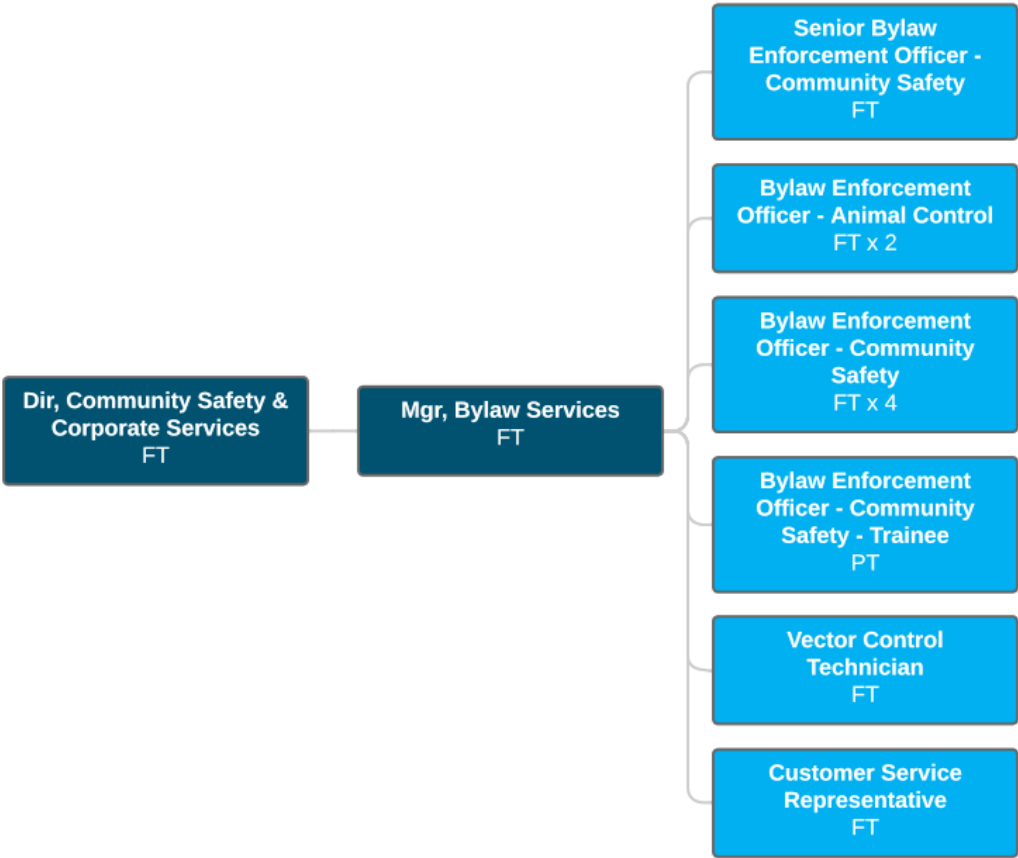 Dir, Community Safety &
Corporate Services
FT
Mgr, Bylaw Services
FT
Senior Bylaw
Enforcement Officer -
Community Safety
FT
Bylaw Enforcement
Officer - Animal Control
FT x 2
Bylaw Enforcement
Officer - Community
Safety
FT x 4
Bylaw Enforcement
Officer - Community
Safety - Trainee
PT
Vector Control
Technician
FT
Customer Service
Representative
FT